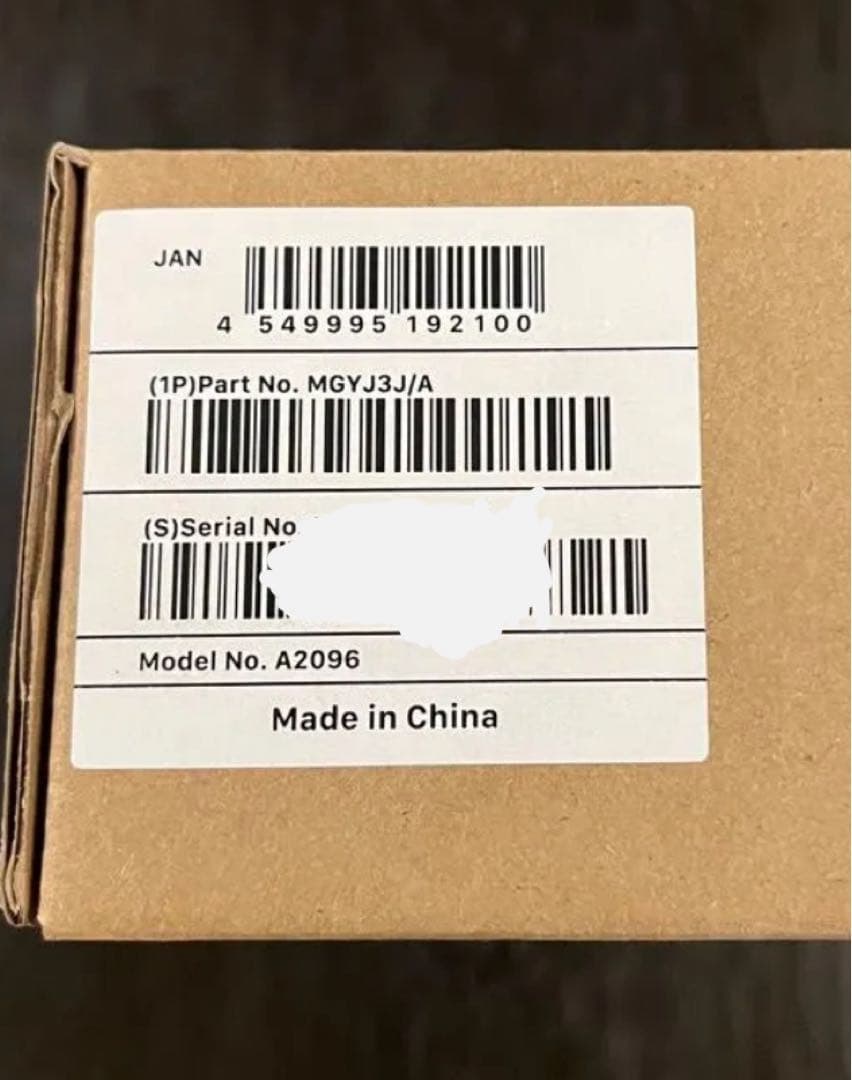 JAN
4 549995 192100
(1P)Part No. MGYJ3J/A
(S)Serial No.
Model No. A2096
Made in China